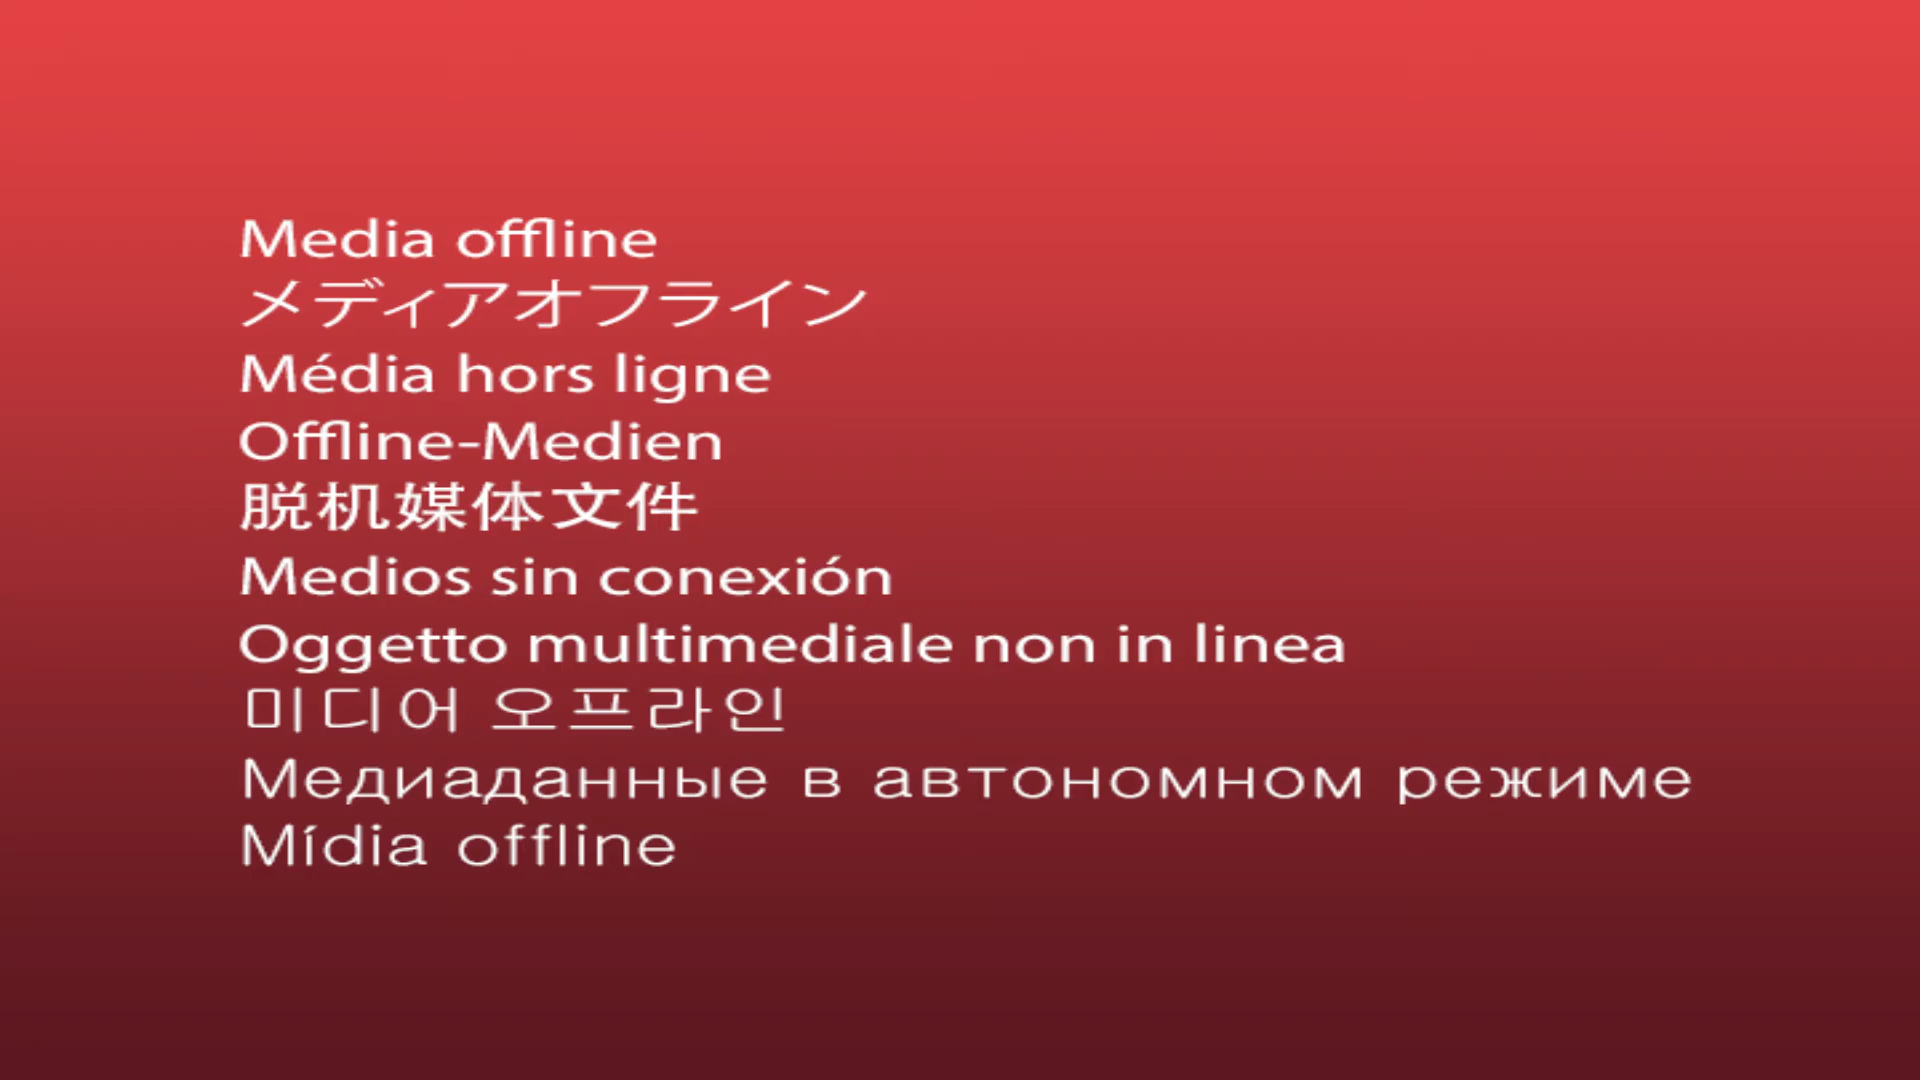 Media offline
メディアオフライン
Média hors ligne
Offline-Medien
脱机媒体文件
Medios sin conexión
Oggetto multimediale non in linea
미디어 오프라인
Медиаданные в автономном режиме
Mídia offline